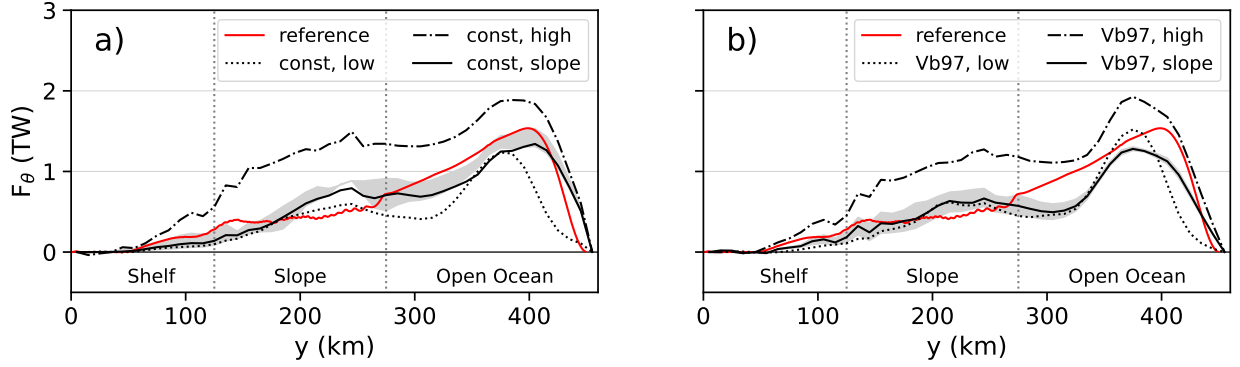 a)
reference
const, low
const, high
const, slope
3
2
1
0
F_θ (TW)
Shelf
Slope
Open Ocean
0
100
200
300
400
y (km)
b)
reference
Vb97, low
Vb97, high
Vb97, slope
Shelf
Slope
Open Ocean
0
100
200
300
400
y (km)